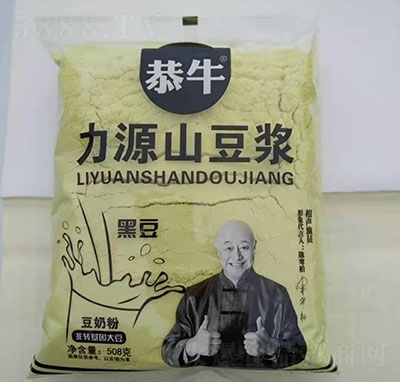 5888.TV
恭牛®
力源山豆浆
LIYUANSHANDOUJIANG
黑豆
相声演员
形象代言人：陈寒柏
豆奶粉
非转基因大豆
净含量：508克